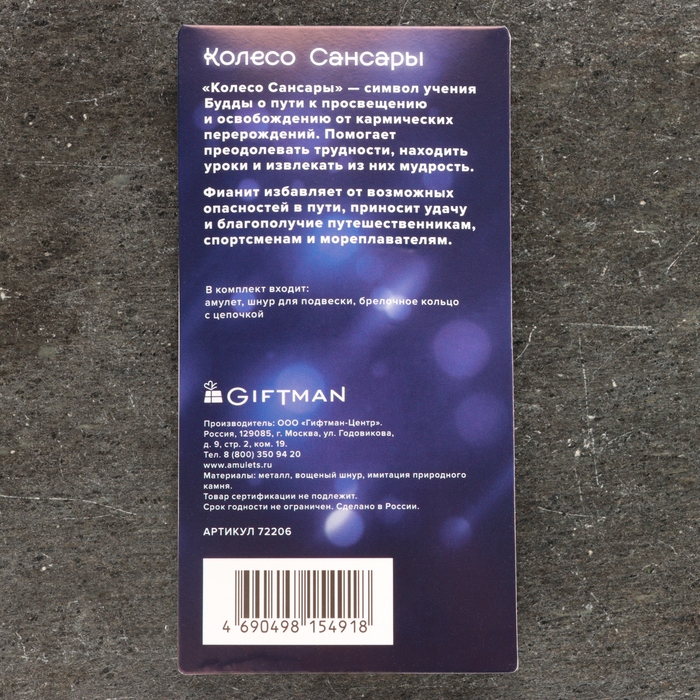 Колесо Сансары
«Колесо Сансары» — символ учения
Будды о пути к просвещению
и освобождению от кармических
перерождений. Помогает
преодолевать трудности, находить
уроки и извлекать из них мудрость.
Фианит избавляет от возможных
опасностей в пути, приносит удачу
и благополучие путешественникам,
спортсменам и мореплавателям.
В комплект входит:
амулет, шнур для подвески, брелочное кольцо
с цепочкой
GIFTMAN
Производитель: ООО «Гифтман-Центр».
Россия, 129085, г. Москва, ул. Годовикова,
д. 9, стр. 2, ком. 19.
Тел. 8 (800) 350 94 20
www.amulets.ru
Материалы: металл, вощеный шнур, имитация природного
камня.
Товар сертификации не подлежит.
Срок годности не ограничен. Сделано в России.
АРТИКУЛ 72206
4 690498 154918